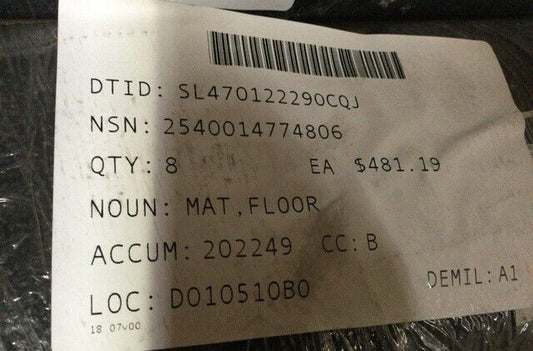 DTID: SL470122290CQJ
NSN: 2540014774806
QTY: 8 EA $481.19
NOUN: MAT,FLOOR
ACCUM: 202249 CC: B
LOC: D010510B0 DEMIL: A1
18 07v00